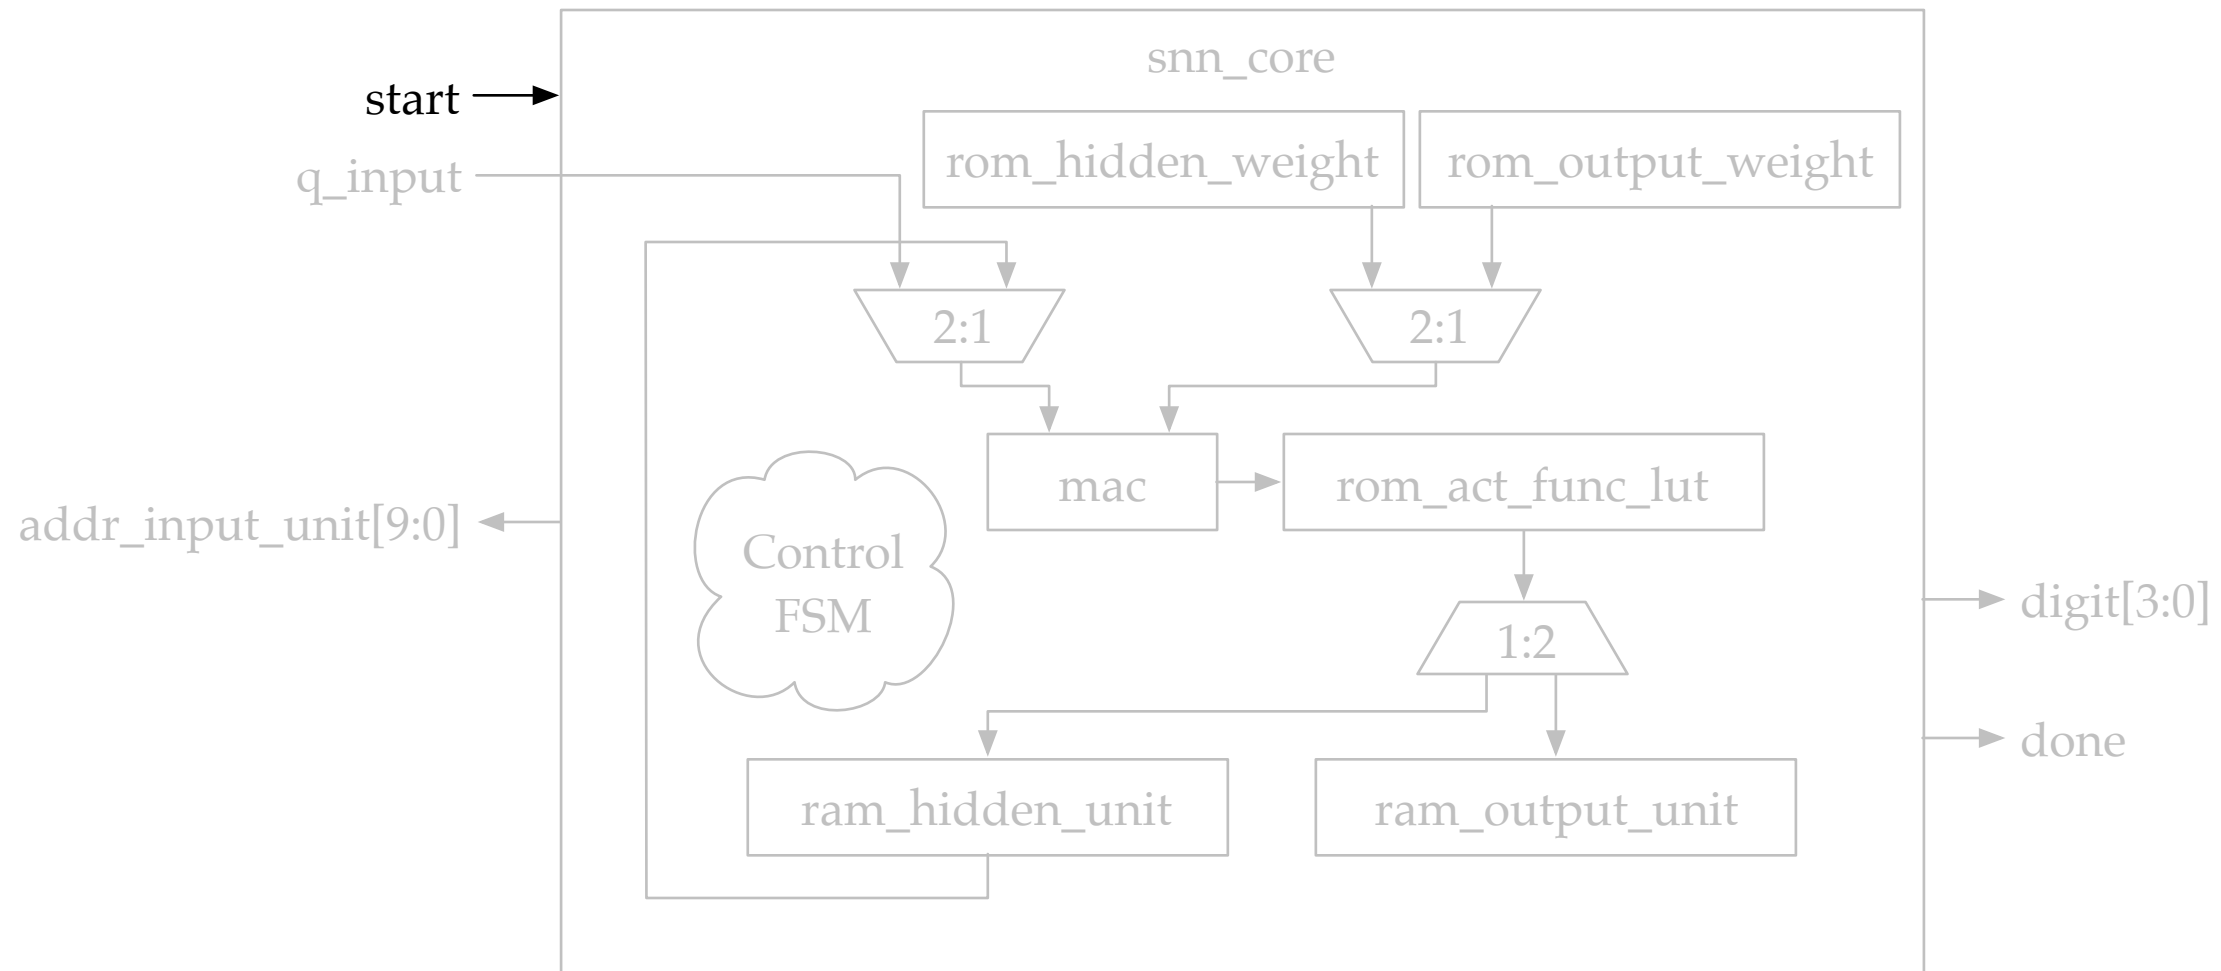 snn_core
start
q_input
rom_hidden_weight
rom_output_weight
2:1
2:1
mac
rom_act_func_lut
addr_input_unit[9:0]
Control
FSM
digit[3:0]
1:2
done
ram_hidden_unit
ram_output_unit